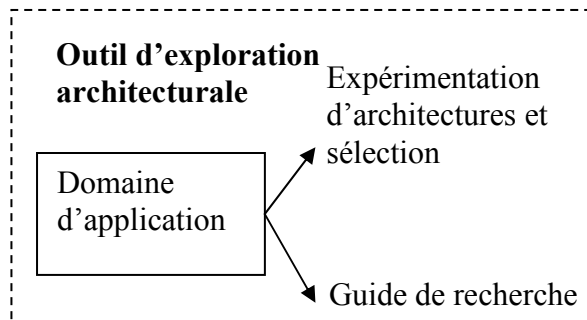 Outil d’exploration
architecturale
Expérimentation
d’architectures et
sélection
Domaine
d’application
Guide de recherche